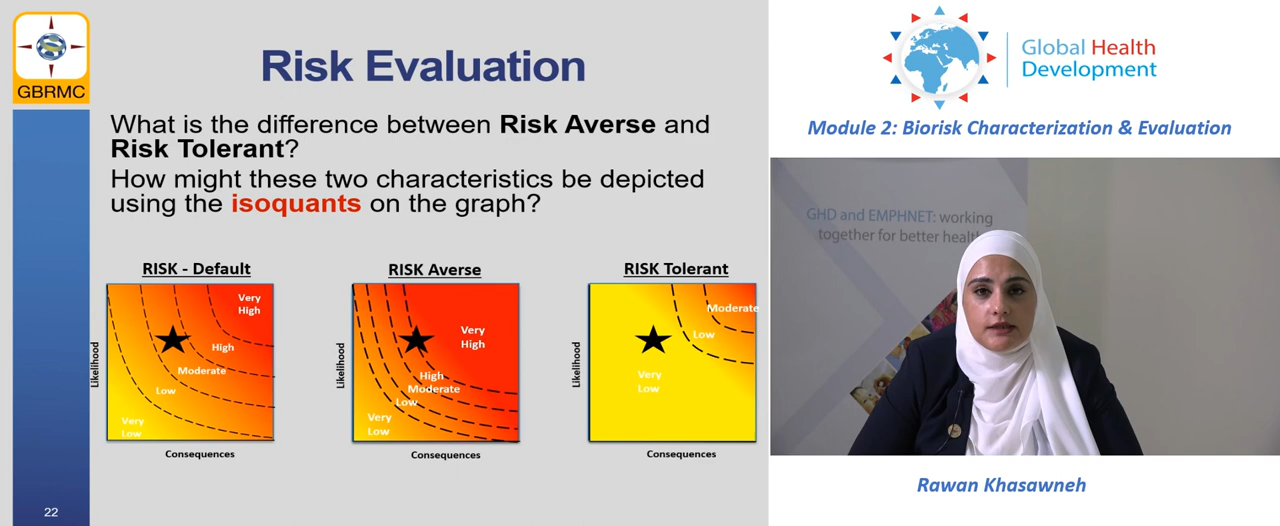 GBRMC
Risk Evaluation
What is the difference between Risk Averse and
Risk Tolerant?
How might these two characteristics be depicted
using the isoquants on the graph?
RISK - Default
Likelihood
Very
High
High
Moderate
Low
Very
Low
Consequences
RISK Averse
Likelihood
Very
High
High
Moderate
Low
Very
Low
Consequences
RISK Tolerant
Likelihood
Moderate
Low
Very
Low
Consequences
22
Global Health
Development
Module 2: Biorisk Characterization & Evaluation
GHD and EMPHNET: working
together for better heal
Rawan Khasawneh